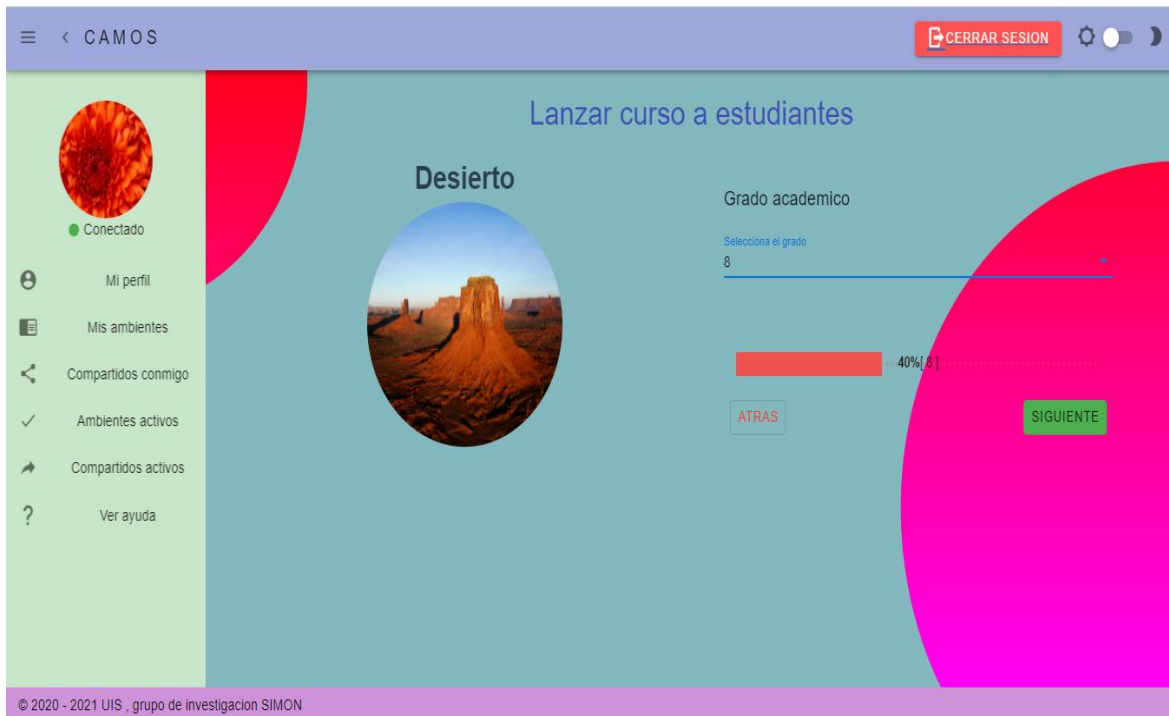 CAMOS
CERRAR SESION
Conectado
Mi perfil
Mis ambientes
Compartidos conmigo
Ambientes activos
Compartidos activos
Ver ayuda
Lanzar curso a estudiantes
Desierto
Grado academico
Selecciona el grado
8
40%[ 8 ]
ATRAS
SIGUIENTE
© 2020 - 2021 UIS , grupo de investigacion SIMON